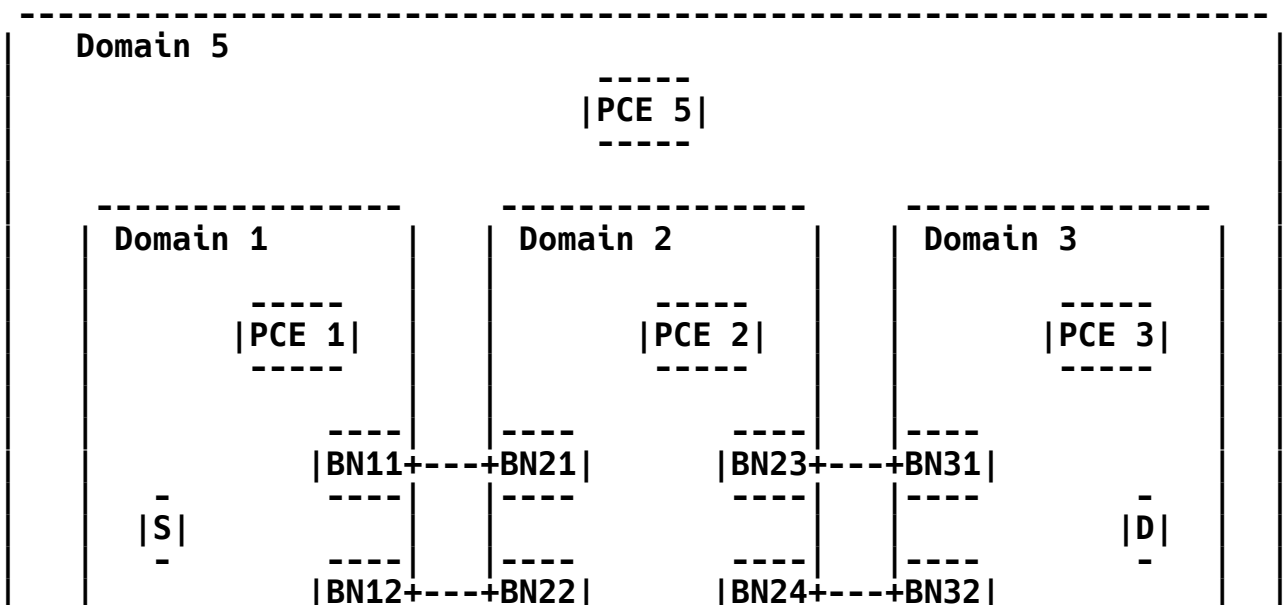 Domain 5
|PCE 5|
Domain 1 Domain 2 Domain 3
|PCE 1| |PCE 2| |PCE 3|
|BN11+---+BN21| |BN23+---+BN31|
|S| |D|
|BN12+---+BN22| |BN24+---+BN32|